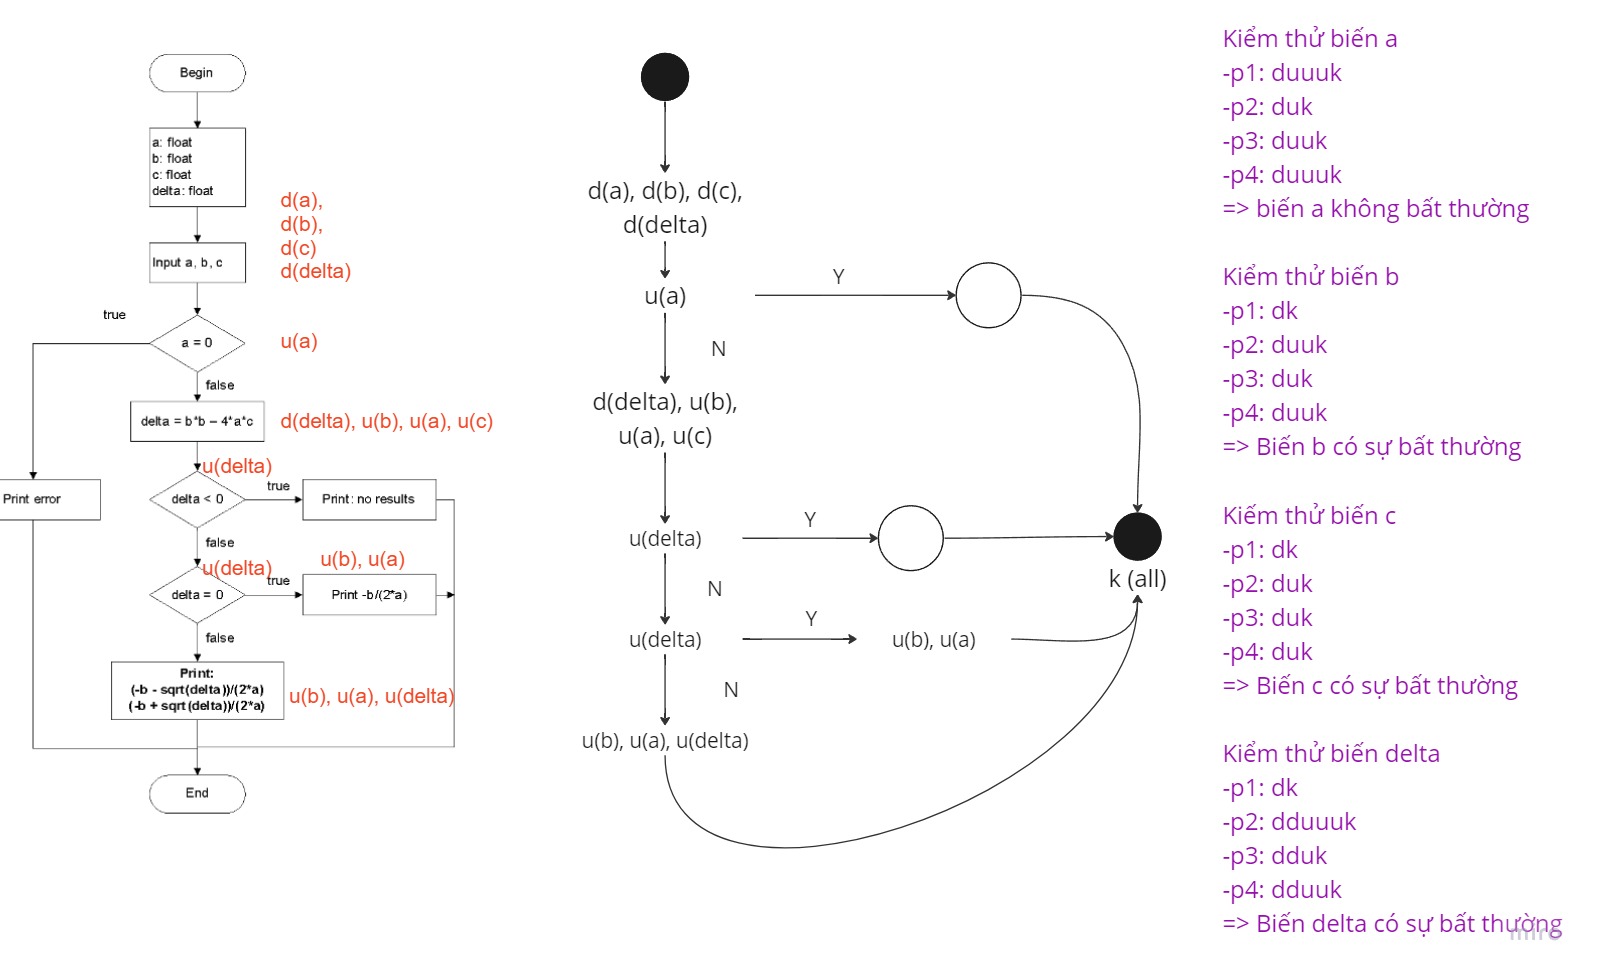 Begin
a: float
b: float
c: float
delta: float
d(a),
d(b),
d(c)
d(delta)
Input a, b, c
true
a = 0
u(a)
false
delta = b*b – 4*a*c
d(delta), u(b), u(a), u(c)
u(delta)
Print error
delta < 0
true
Print: no results
false
u(b), u(a)
u(delta)
true
delta = 0
Print -b/(2*a)
false
Print:
(-b - sqrt(delta))/(2*a)
(-b + sqrt(delta))/(2*a)
u(b), u(a), u(delta)
End
d(a), d(b), d(c),
d(delta)
u(a)
Y
N
d(delta), u(b),
u(a), u(c)
u(delta)
Y
N
k (all)
u(delta)
Y
u(b), u(a)
N
u(b), u(a), u(delta)
Kiểm thử biến a
-p1: duuuk
-p2: duk
-p3: duuk
-p4: duuuk
=> biến a không bất thường
Kiểm thử biến b
-p1: dk
-p2: duuk
-p3: duk
-p4: duuk
=> Biến b có sự bất thường
Kiểm thử biến c
-p1: dk
-p2: duk
-p3: duk
-p4: duk
=> Biến c có sự bất thường
Kiểm thử biến delta
-p1: dk
-p2: dduuuk
-p3: dduk
-p4: dduuk
=> Biến delta có sự bất thường
miro